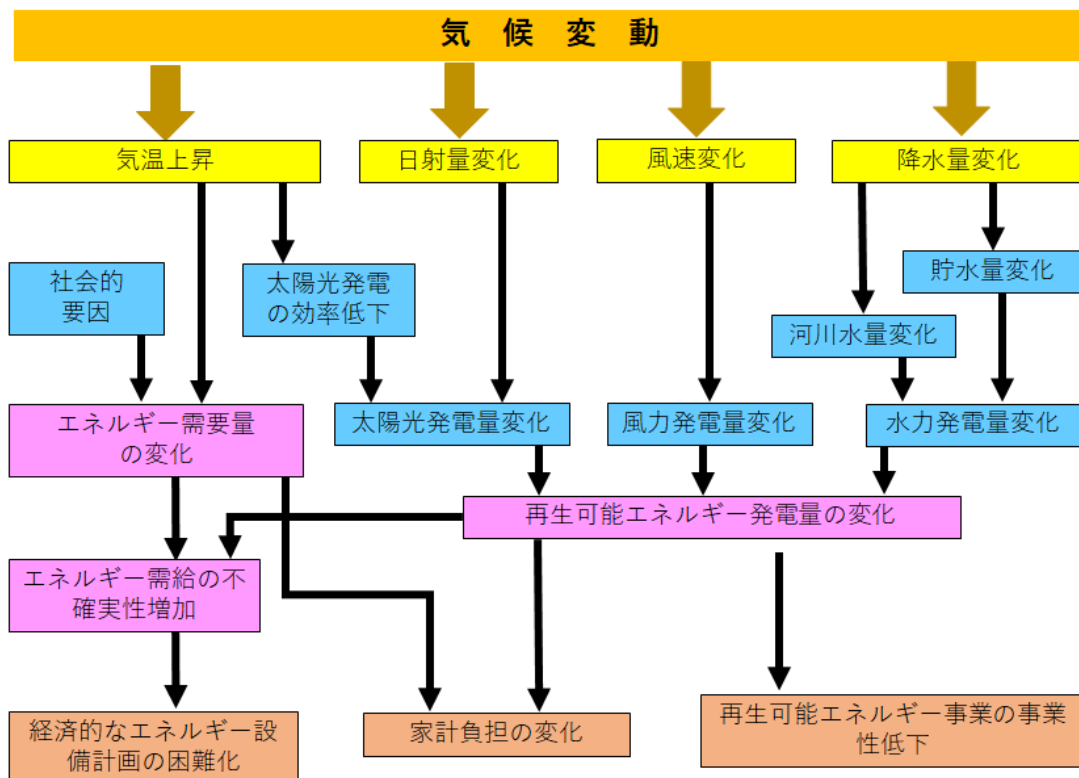 気候変動
気温上昇
日射量変化
風速変化
降水量変化
社会的
要因
太陽光発電
の効率低下
貯水量変化
河川水量変化
エネルギー需要量
の変化
太陽光発電量変化
風力発電量変化
水力発電量変化
再生可能エネルギー発電量の変化
エネルギー需給の不
確実性増加
経済的なエネルギー設
備計画の困難化
家計負担の変化
再生可能エネルギー事業の事業
性低下